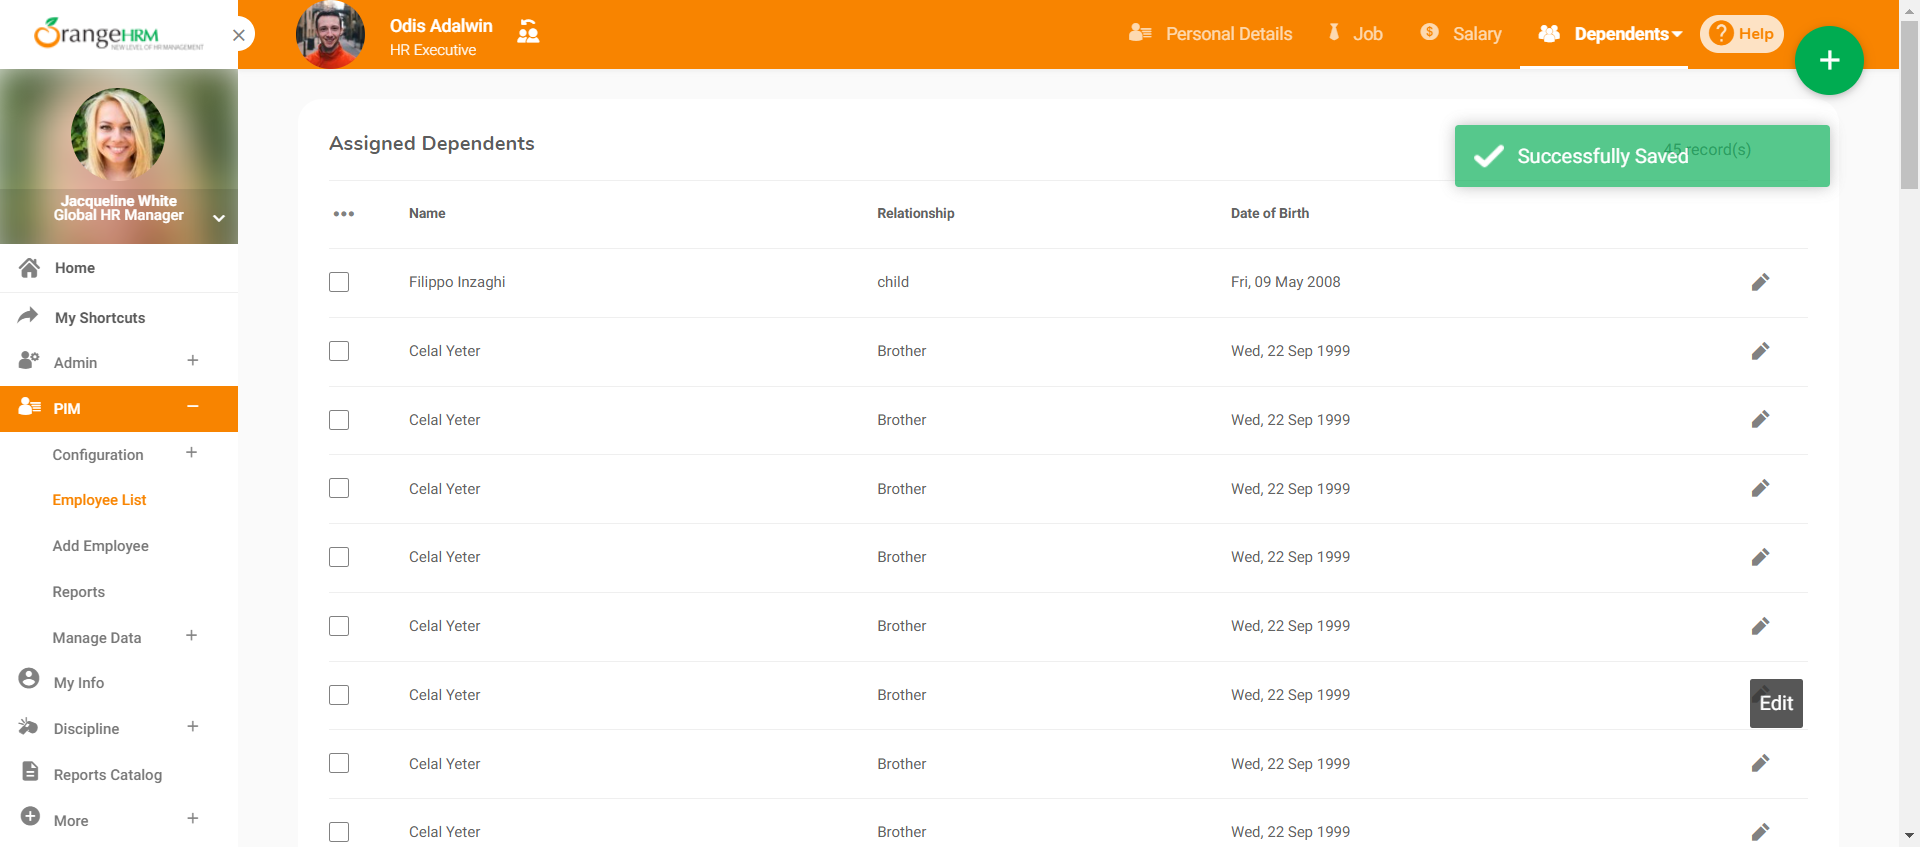 OrangeHRM
NEW LEVEL OF HR MANAGEMENT
Odis Adalwin
HR Executive
Personal Details
Job
Salary
Dependents
Help
Jacqueline White
Global HR Manager
Home
My Shortcuts
Admin
PIM
Configuration
Employee List
Add Employee
Reports
Manage Data
My Info
Discipline
Reports Catalog
More
Assigned Dependents
45 record(s)
Successfully Saved
Name Relationship Date of Birth
Filippo Inzaghi child Fri, 09 May 2008
Celal Yeter Brother Wed, 22 Sep 1999
Celal Yeter Brother Wed, 22 Sep 1999
Celal Yeter Brother Wed, 22 Sep 1999
Celal Yeter Brother Wed, 22 Sep 1999
Celal Yeter Brother Wed, 22 Sep 1999
Celal Yeter Brother Wed, 22 Sep 1999
Edit
Celal Yeter Brother Wed, 22 Sep 1999
Celal Yeter Brother Wed, 22 Sep 1999